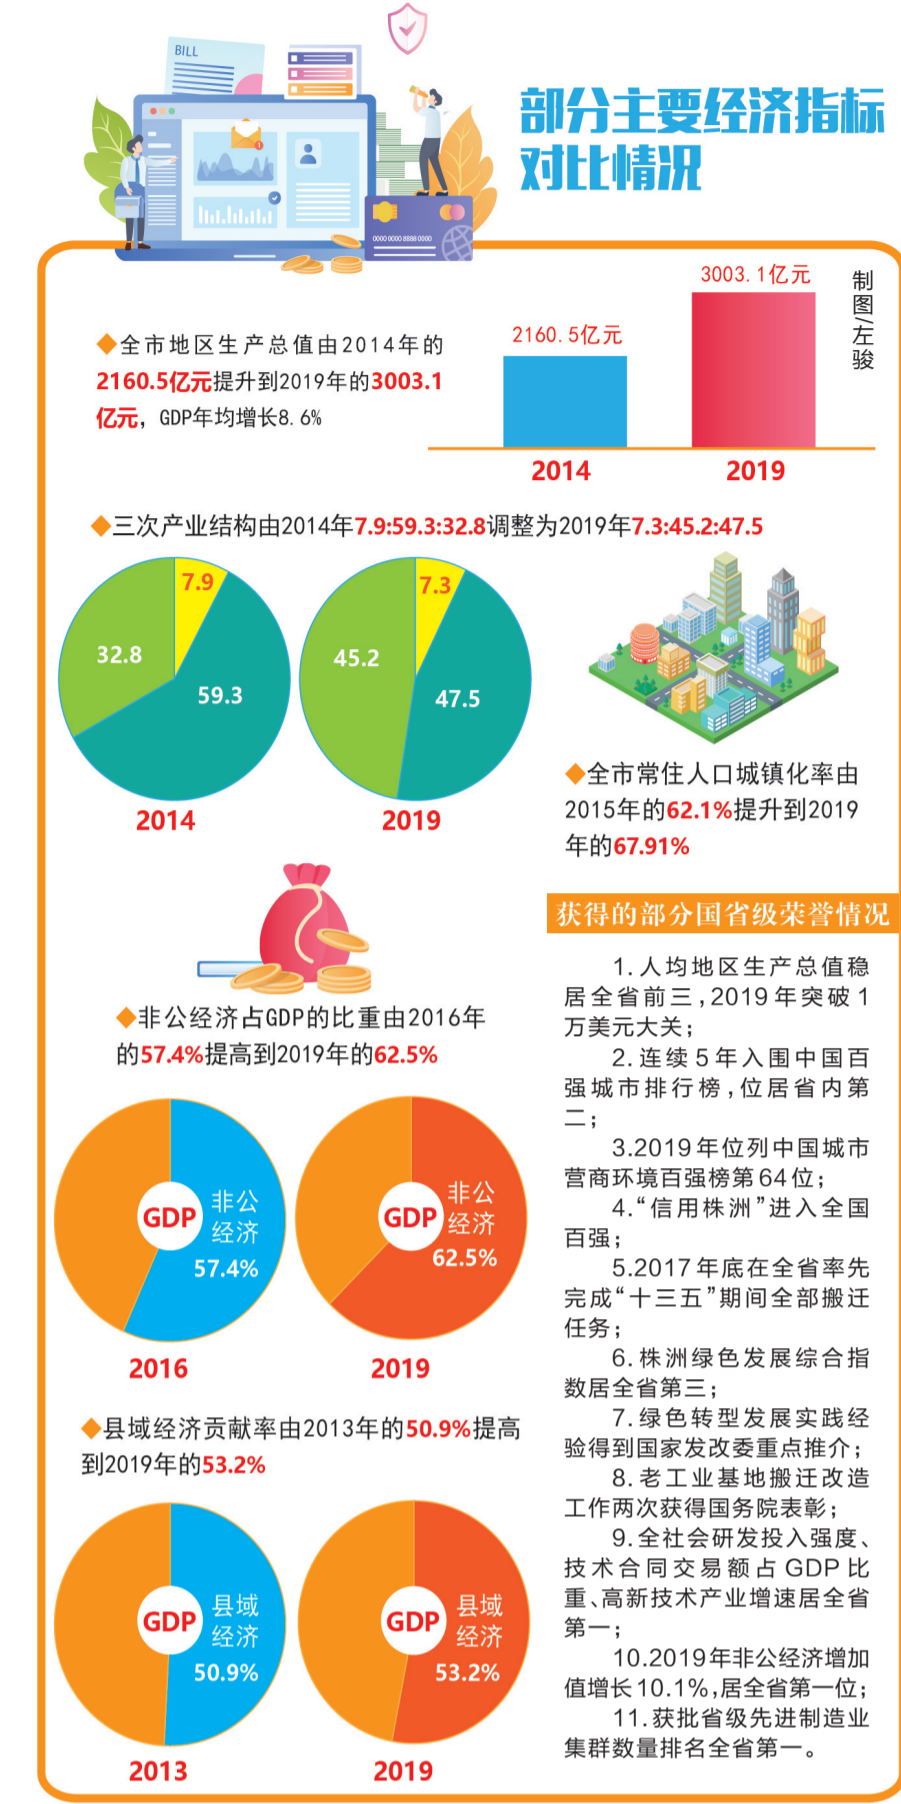 BILL
部分主要经济指标
对比情况
0000 0000 8888 0000
制图/左骏
◆全市地区生产总值由2014年的
2160.5亿元提升到2019年的3003.1
亿元，GDP年均增长8.6%
2160.5亿元
3003.1亿元
2014
2019
◆三次产业结构由2014年7.9:59.3:32.8调整为2019年7.3:45.2:47.5
7.9
32.8
59.3
2014
7.3
45.2
47.5
2019
◆全市常住人口城镇化率由
2015年的62.1%提升到2019
年的67.91%
◆非公经济占GDP的比重由2016年
的57.4%提高到2019年的62.5%
GDP
非公
经济
57.4%
2016
GDP
非公
经济
62.5%
2019
◆县域经济贡献率由2013年的50.9%提高
到2019年的53.2%
GDP
县域
经济
50.9%
2013
GDP
县域
经济
53.2%
2019
获得的部分国省级荣誉情况
1.人均地区生产总值稳
居全省前三,2019年突破1
万美元大关；
2.连续5年入围中国百
强城市排行榜,位居省内第
二；
3.2019年位列中国城市
营商环境百强榜第64位；
4.“信用株洲”进入全国
百强；
5.2017年底在全省率先
完成“十三五”期间全部搬迁
任务；
6.株洲绿色发展综合指
数居全省第三；
7.绿色转型发展实践经
验得到国家发改委重点推介；
8.老工业基地搬迁改造
工作两次获得国务院表彰；
9.全社会研发投入强度、
技术合同交易额占GDP比
重、高新技术产业增速居全省
第一；
10.2019年非公经济增加
值增长10.1%,居全省第一位；
11.获批省级先进制造业
集群数量排名全省第一。